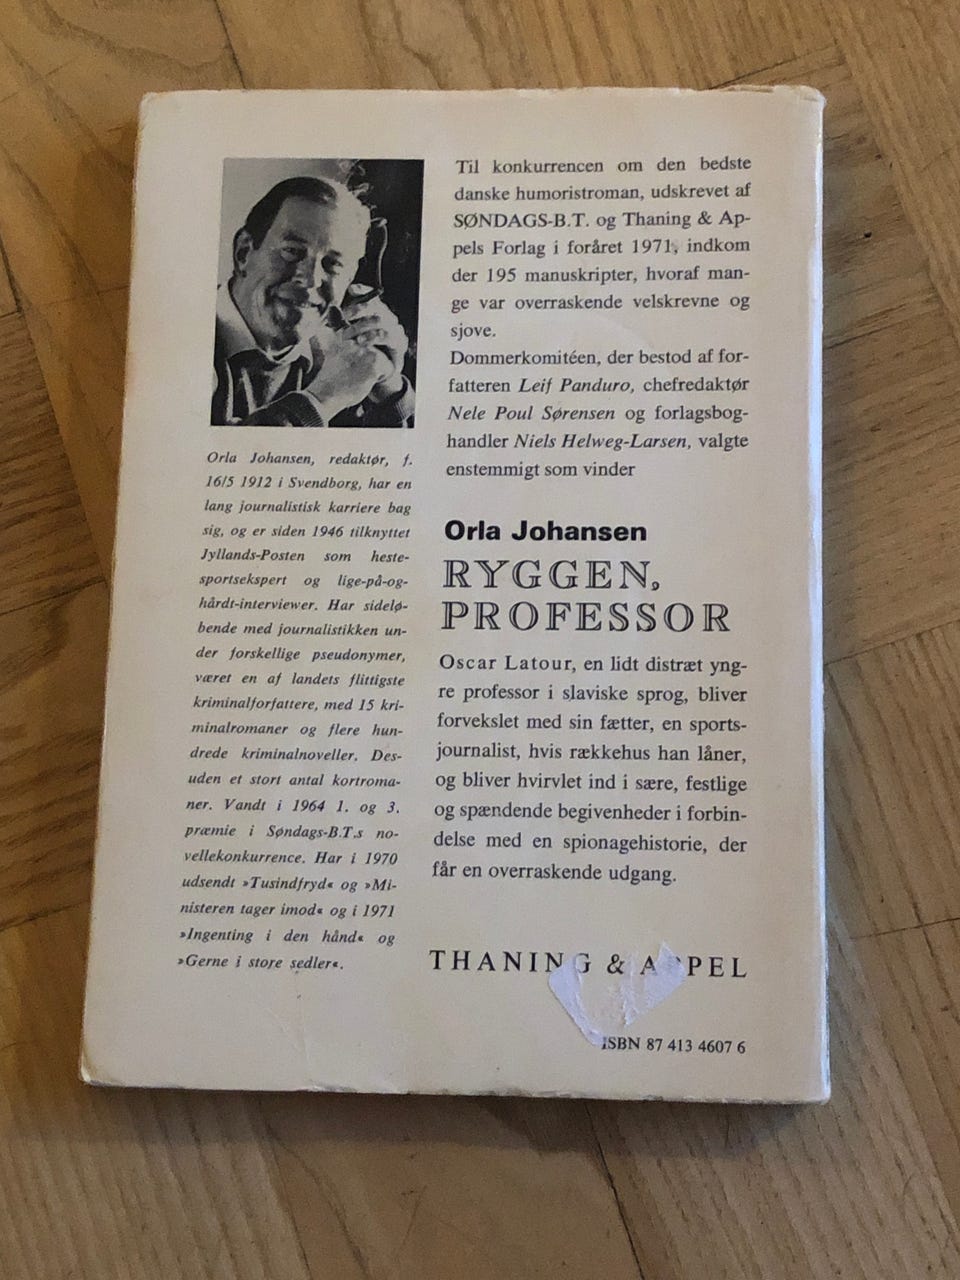 Til konkurrencen om den bedste
danske humoristroman, udskrevet af
SØNDAGS-B.T. og Thaning & Ap-
pels Forlag i foråret 1971, indkom
der 195 manuskripter, hvoraf man-
ge var overraskende velskrevne og
sjove.
Dommerkomitéen, der bestod af for-
fatteren Leif Panduro, chefredaktør
Nele Poul Sørensen og forlagsbog-
handler Niels Helweg-Larsen, valgte
enstemmigt som vinder
Orla Johansen
RYGGEN,
PROFESSOR
Oscar Latour, en lidt distræt yng-
re professor i slaviske sprog, bliver
forvekslet med sin fætter, en sports-
journalist, hvis rækkehus han låner,
og bliver hvirvlet ind i sære, festlige
og spændende begivenheder i forbin-
delse med en spionagehistorie, der
får en overraskende udgang.
Orla Johansen, redaktør, f.
16/5 1912 i Svendborg, har en
lang journalistisk karriere bag
sig, og er siden 1946 tilknyttet
Jyllands-Posten som heste-
sportsekspert og lige-på-og-
hårdt-interviewer. Har sidelø-
bende med journalistikken un-
der forskellige pseudonymer,
været en af landets flittigste
kriminalforfattere, med 15 kri-
minalromaner og flere hun-
drede kriminalnoveller. Des-
uden et stort antal kortroma-
ner. Vandt i 1964 1. og 3.
præmie i Søndags-B.T.s no-
vellekonkurrence. Har i 1970
udsendt »Tusindfryd« og »Mi-
nisteren tager imod« og i 1971
»Ingenting i den hånd« og
»Gerne i store sedler«.
THANING & APPEL
ISBN 87 413 4607 6